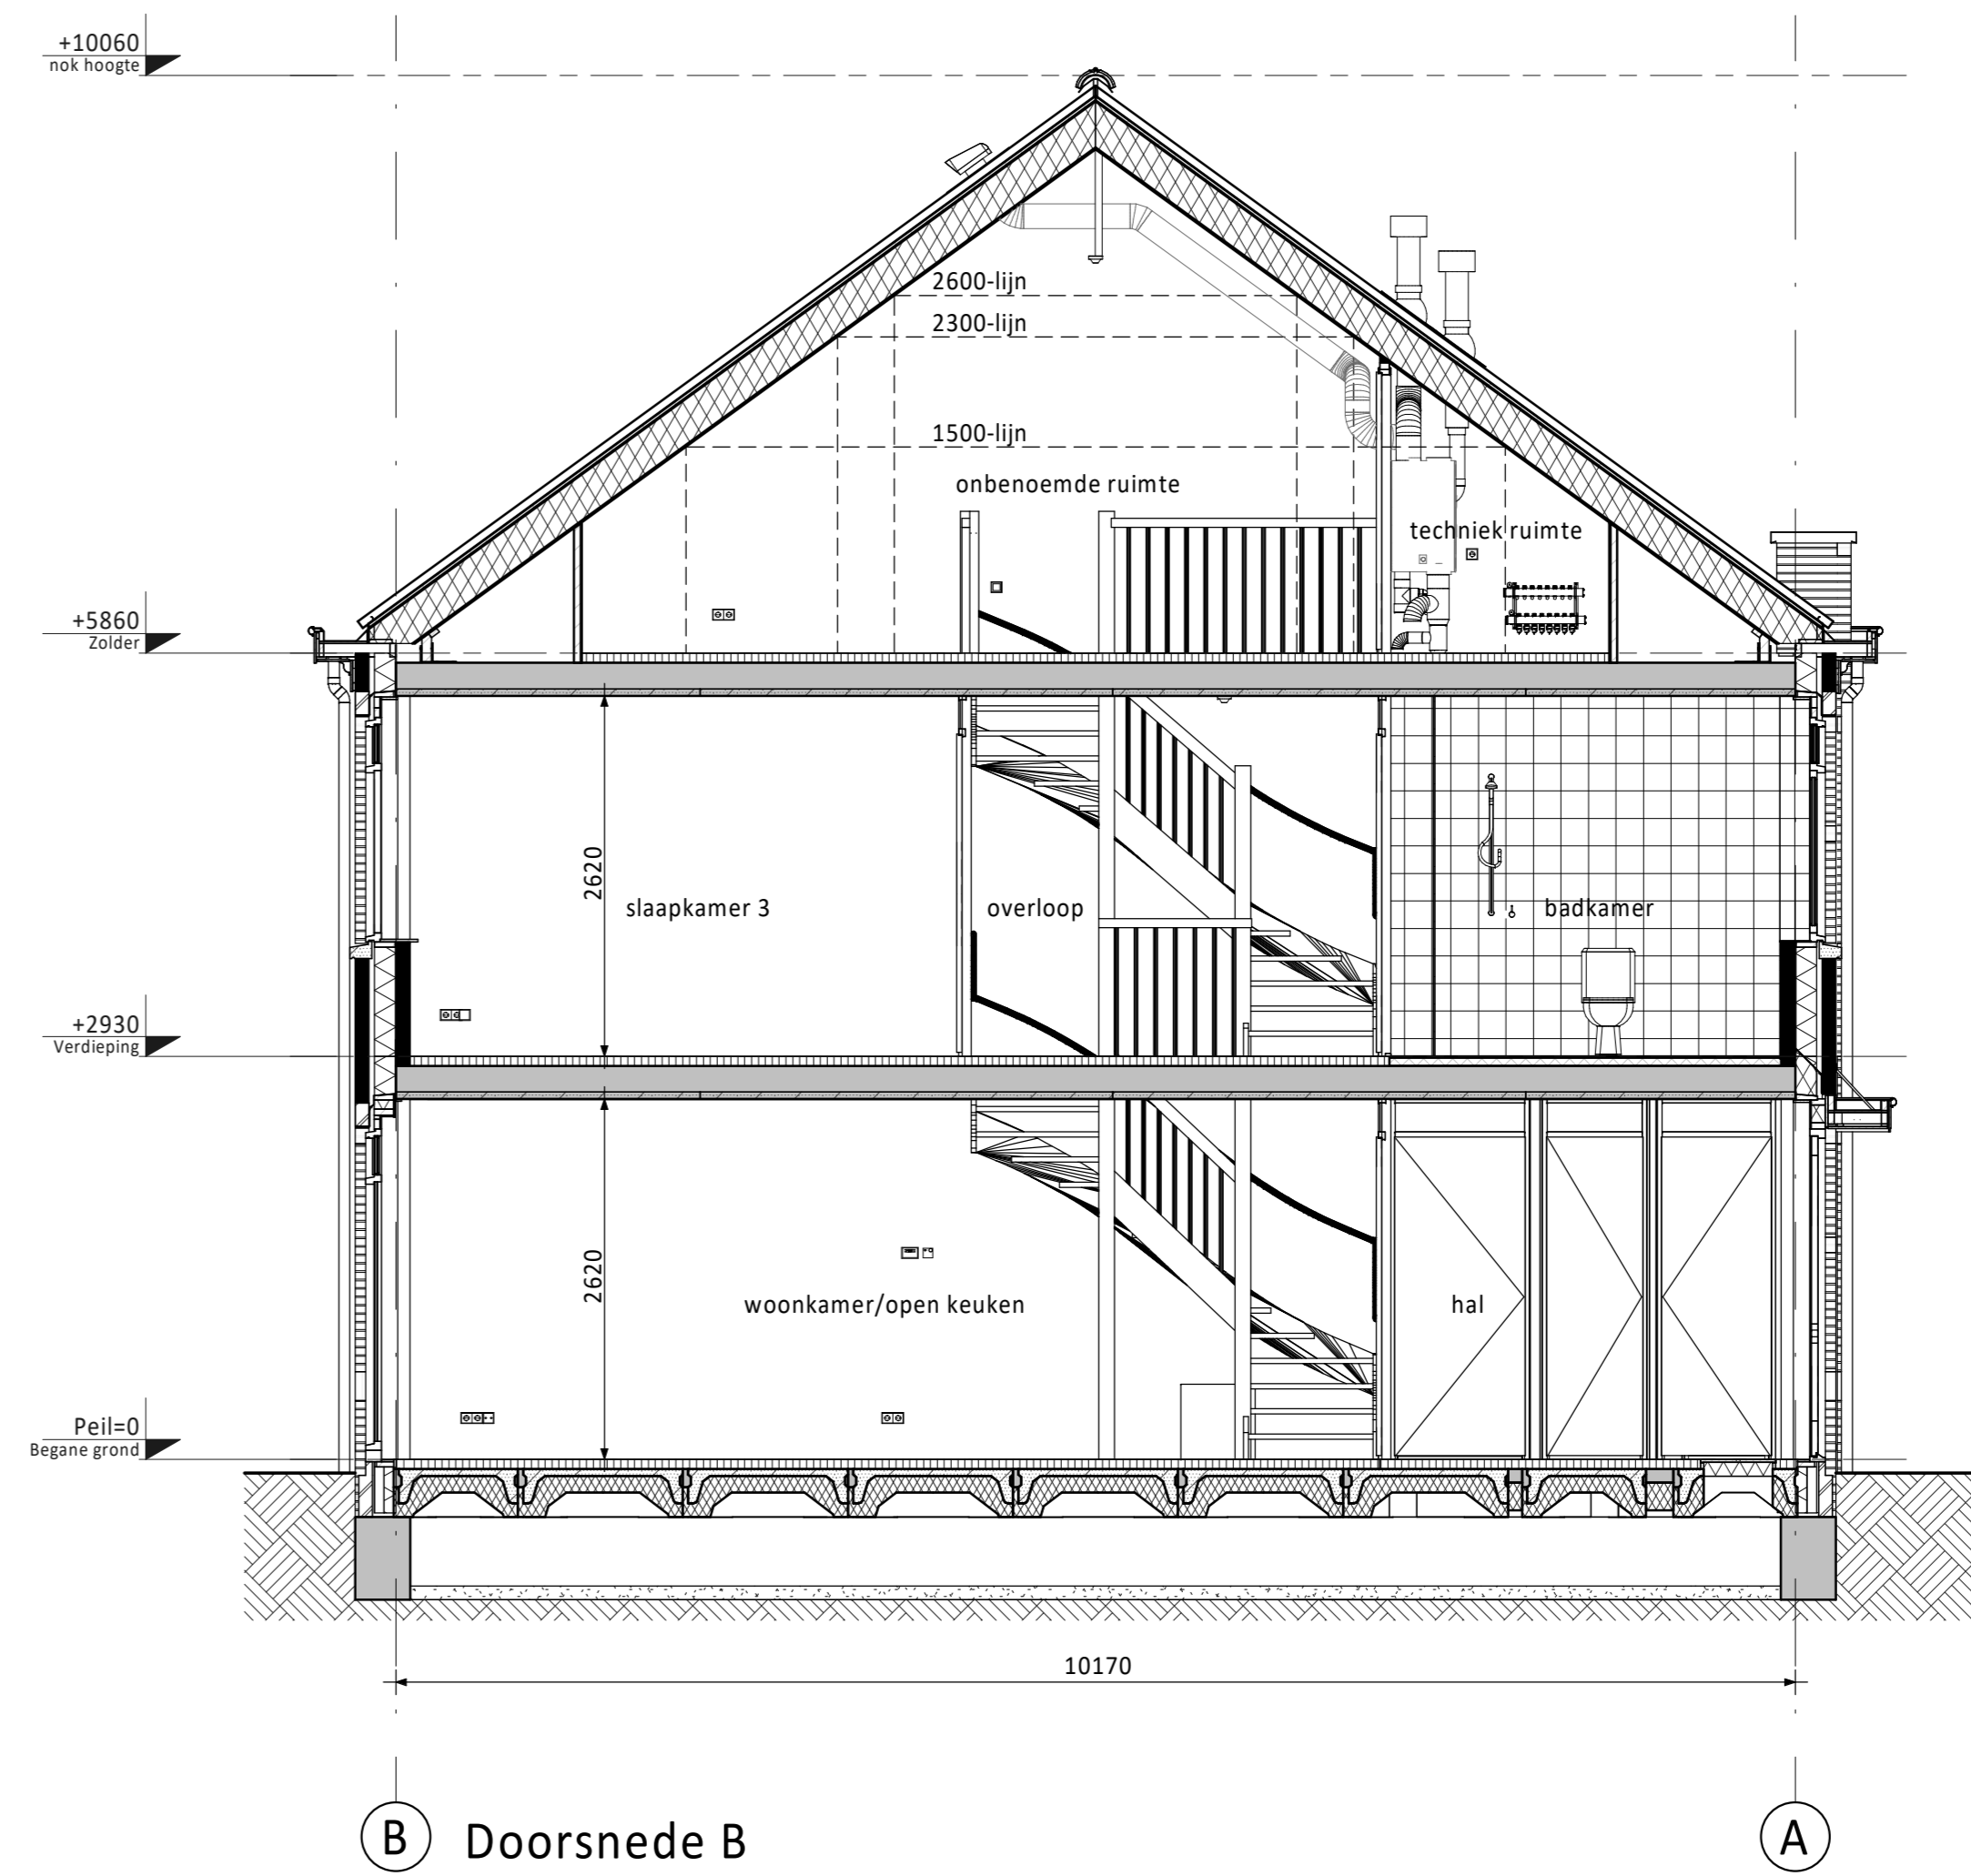 +10060
nok hoogte
2600-lijn
2300-lijn
1500-lijn
onbenoemde ruimte
techniek ruimte
+5860
Zolder
2620
slaapkamer 3
overloop
badkamer
+2930
Verdieping
2620
woonkamer/open keuken
hal
Peil=0
Begane grond
10170
B
Doorsnede B
A